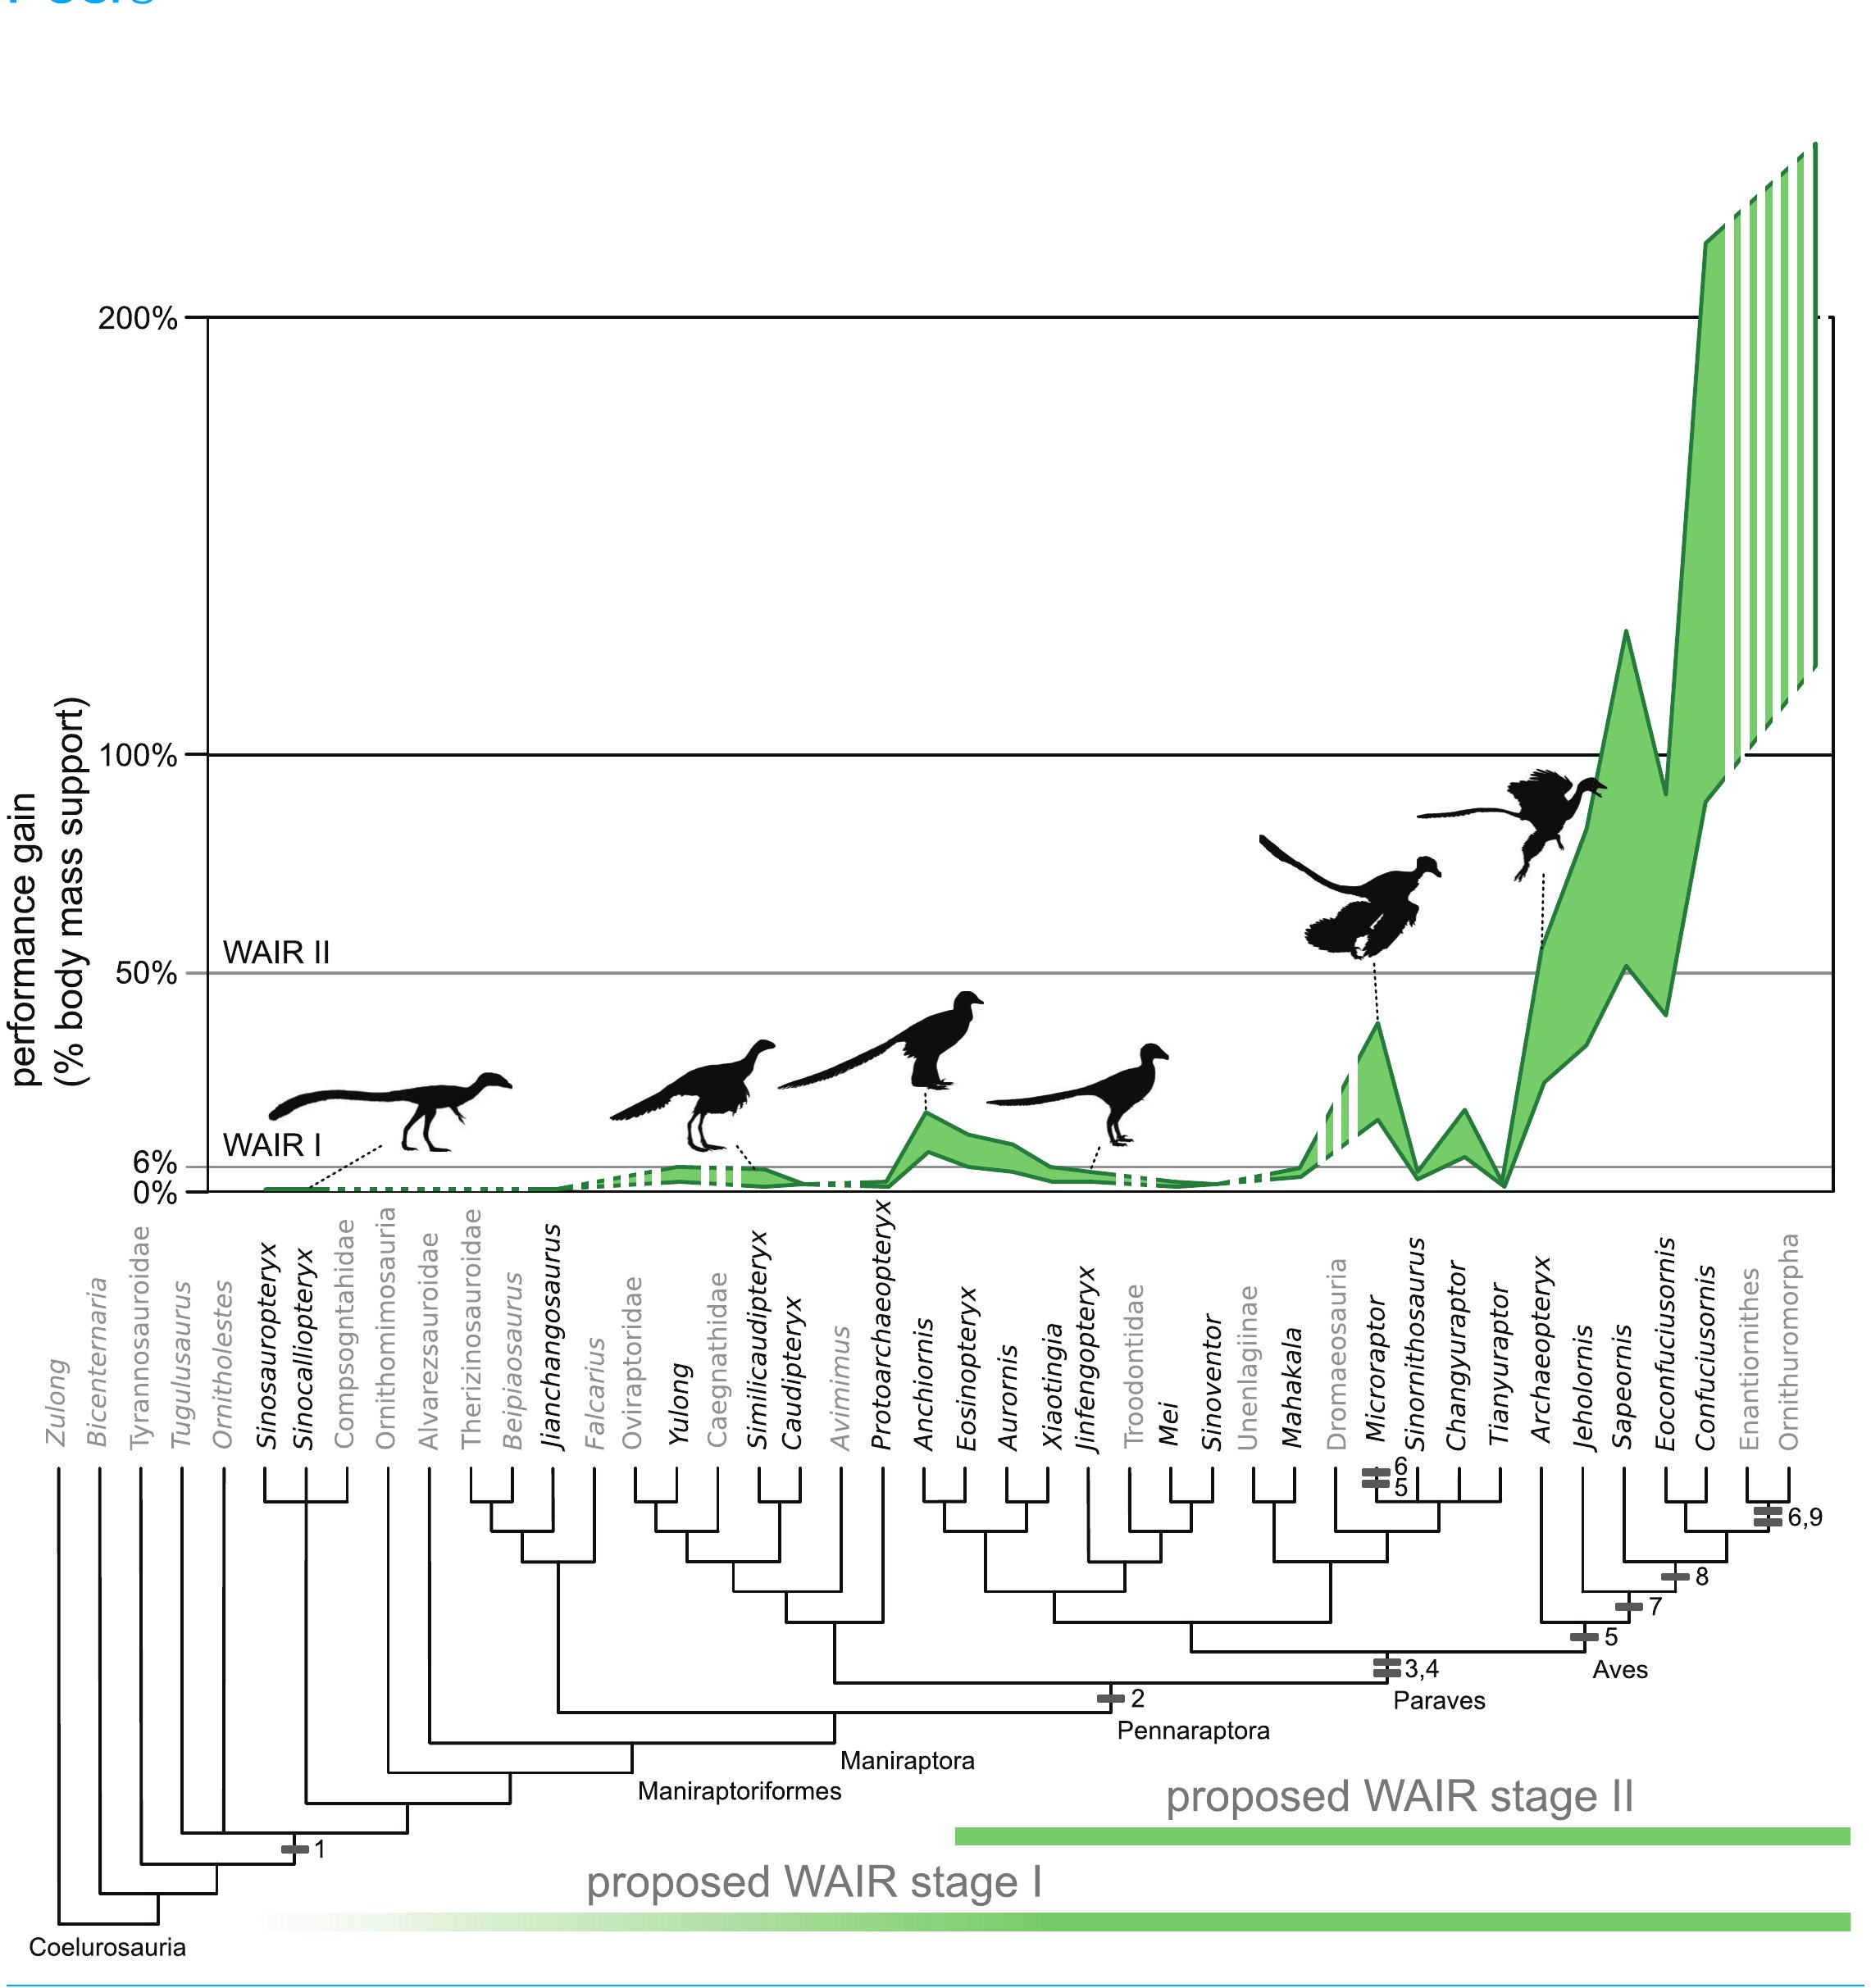 200%
100%
50%
6%
0%
performance gain
(% body mass support)
WAIR II
WAIR I
Zulong
Bicentenaria
Tyrannosauroidae
Tugulusaurus
Ornitholestes
Sinosauropteryx
Sinocalliopteryx
Compsogntahidae
Ornithomimosauria
Alvarezsauroidae
Therizinosauroidae
Beipiaosaurus
Jianchangosaurus
Falcarius
Oviraptoridae
Yulong
Caegnathidae
Similicaudipteryx
Caudipteryx
Avimimus
Protoarchaeopteryx
Anchiornis
Eosinopteryx
Aurornis
Xiaotingia
Jinfengopteryx
Troodontidae
Mei
Sinoventor
Unenlagiinae
Mahakala
Dromaeosauria
Microraptor
Sinornithosaurus
Changyuraptor
Tianyuraptor
Archaeopteryx
Jeholornis
Sapeornis
Eoconfuciusornis
Confuciusornis
Enantiornithes
Ornithuromorpha
6
5
6,9
8
7
5
Aves
3,4
Paraves
2
Pennaraptora
Maniraptora
Maniraptoriformes
1
proposed WAIR stage II
proposed WAIR stage I
Coelurosauria